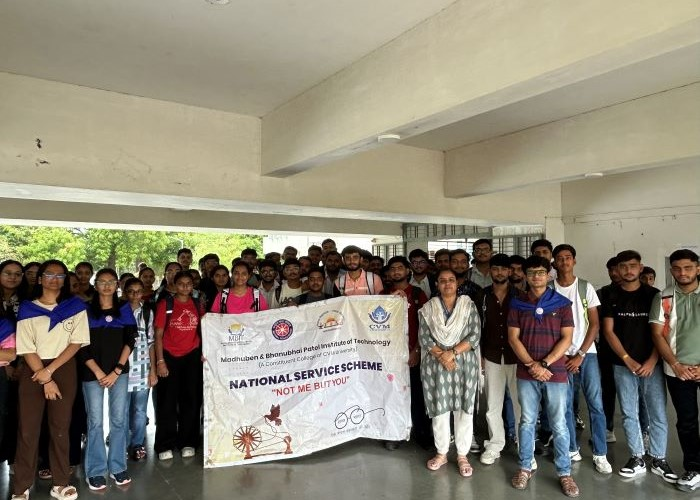 MBIT
CVM
Madhuben & Bhanubhai Patel Institute of Technology
(A Constituent College of CVM University)
NATIONAL SERVICE SCHEME
"NOT ME BUT YOU"